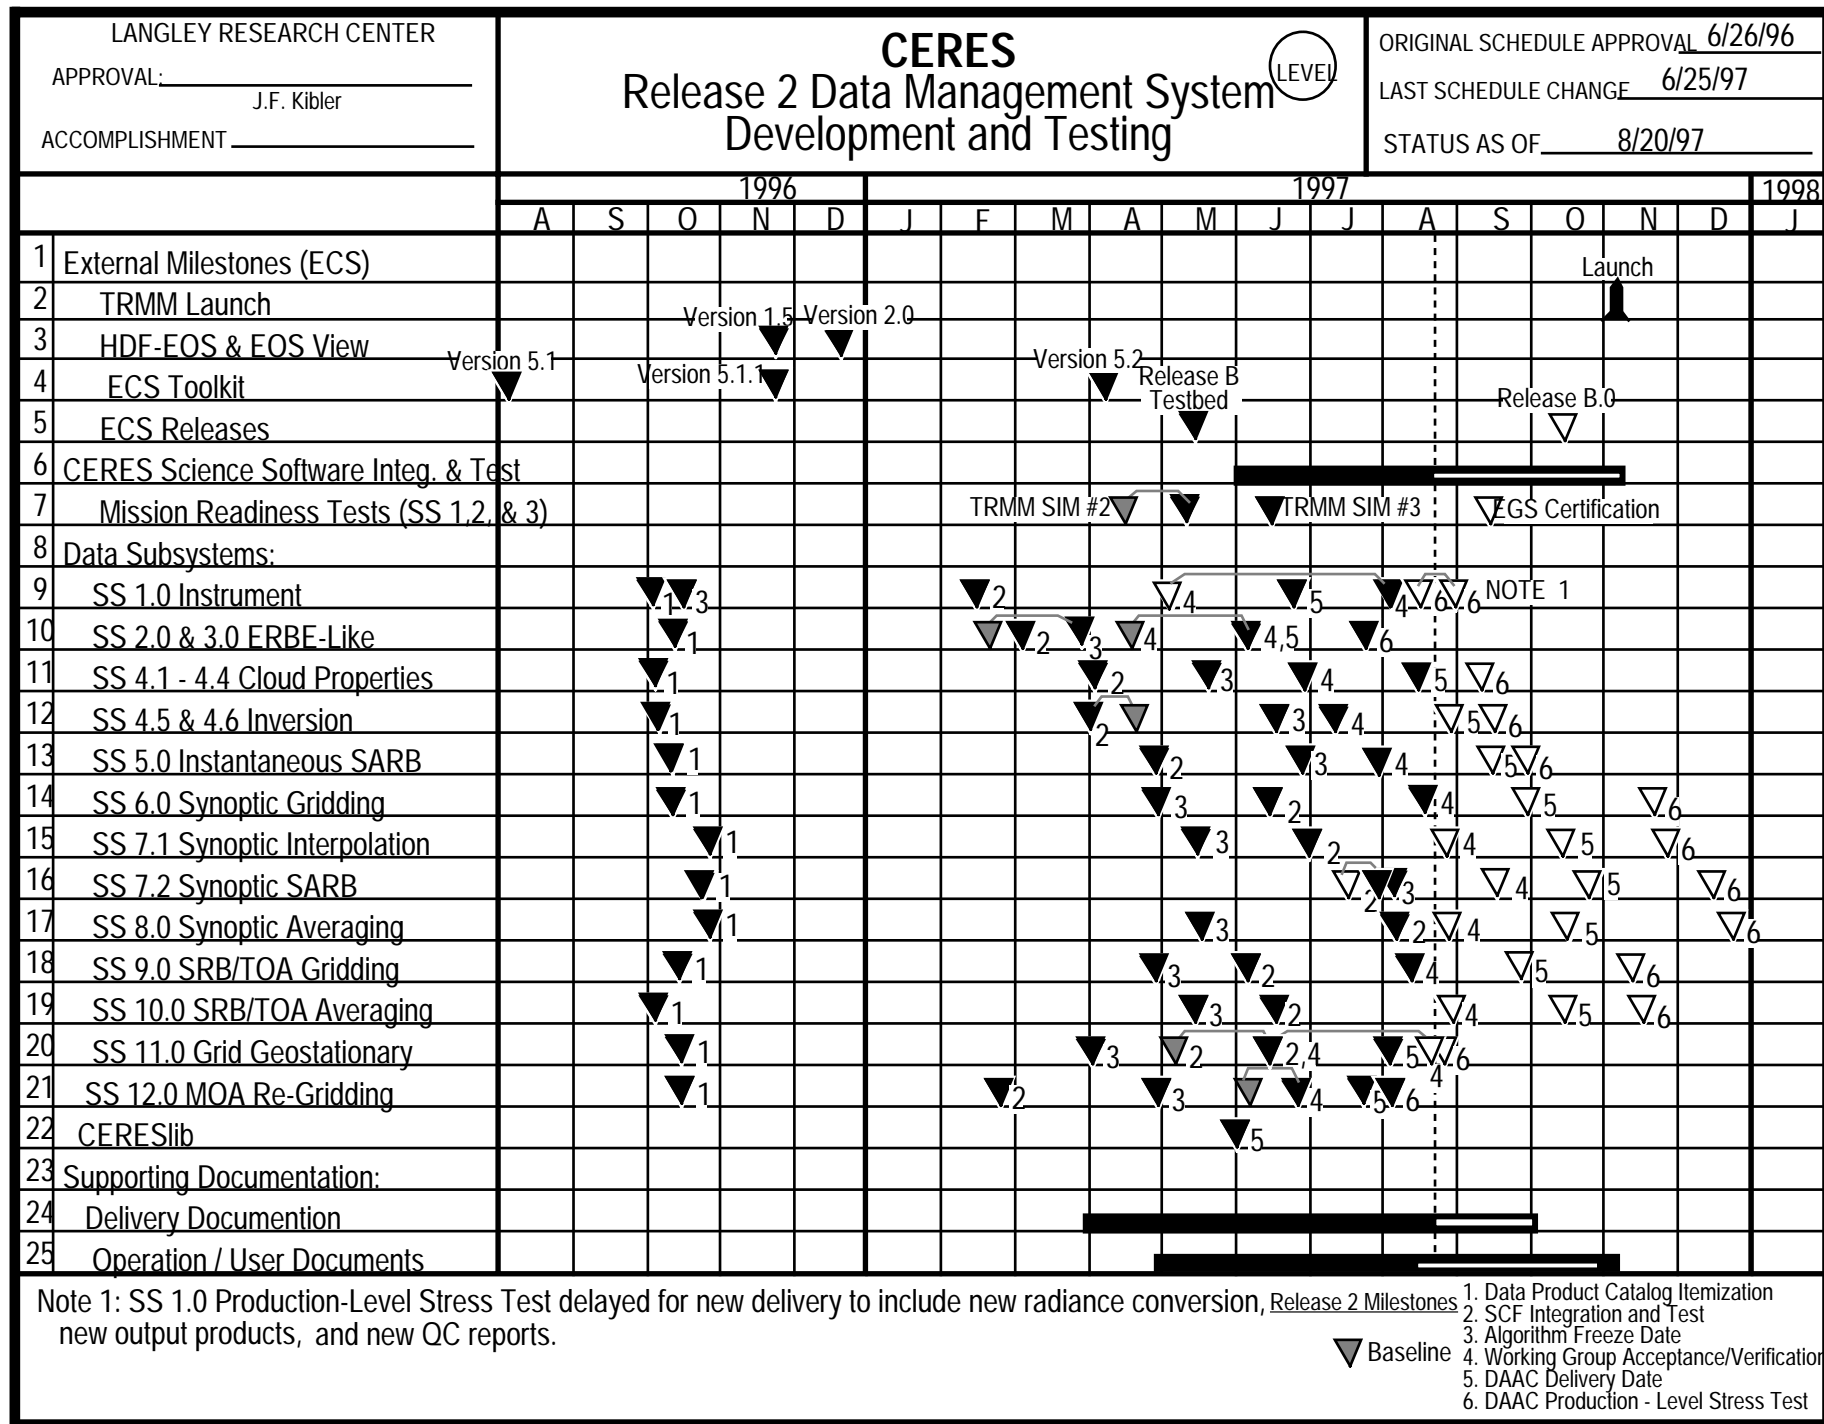 LANGLEY RESEARCH CENTER
APPROVAL:
J.F. Kibler
ACCOMPLISHMENT
CERES
Release 2 Data Management System
Development and Testing
LEVEL
ORIGINAL SCHEDULE APPROVAL 6/26/96
LAST SCHEDULE CHANGE 6/25/97
STATUS AS OF 8/20/97
1996 1997 1998
A S O N D J F M A M J J A S O N D J
1 External Milestones (ECS)
Launch
2 TRMM Launch
Version 1.5 Version 2.0
3 HDF-EOS & EOS View
Version 5.1 Version 5.1.1 Version 5.2
4 ECS Toolkit
Release B
Testbed
Release B.0
5 ECS Releases
6 CERES Science Software Integ. & Test
7 Mission Readiness Tests (SS 1,2, & 3) TRMM SIM #2 TRMM SIM #3 EGS Certification
8 Data Subsystems:
9 SS 1.0 Instrument 1 3 2 4 5 4 6 6 NOTE 1
10 SS 2.0 & 3.0 ERBE-Like 1 2 3 4 4,5 6
11 SS 4.1 - 4.4 Cloud Properties 1 2 3 4 5 6
12 SS 4.5 & 4.6 Inversion 1 2 3 4 5 6
13 SS 5.0 Instantaneous SARB 1 2 3 4 5 6
14 SS 6.0 Synoptic Gridding 1 3 2 4 5 6
15 SS 7.1 Synoptic Interpolation 1 3 2 4 5 6
16 SS 7.2 Synoptic SARB 1 2 3 4 5 6
17 SS 8.0 Synoptic Averaging 1 3 2 4 5 6
18 SS 9.0 SRB/TOA Gridding 1 3 2 4 5 6
19 SS 10.0 SRB/TOA Averaging 1 3 2 4 5 6
20 SS 11.0 Grid Geostationary 1 3 2 2,4 5 4 6
21 SS 12.0 MOA Re-Gridding 1 2 3 4 5 6
22 CERESlib 5
23 Supporting Documentation:
24 Delivery Documention
25 Operation / User Documents
Note 1: SS 1.0 Production-Level Stress Test delayed for new delivery to include new radiance conversion,
new output products, and new QC reports.
Release 2 Milestones
Baseline
1. Data Product Catalog Itemization
2. SCF Integration and Test
3. Algorithm Freeze Date
4. Working Group Acceptance/Verification
5. DAAC Delivery Date
6. DAAC Production - Level Stress Test